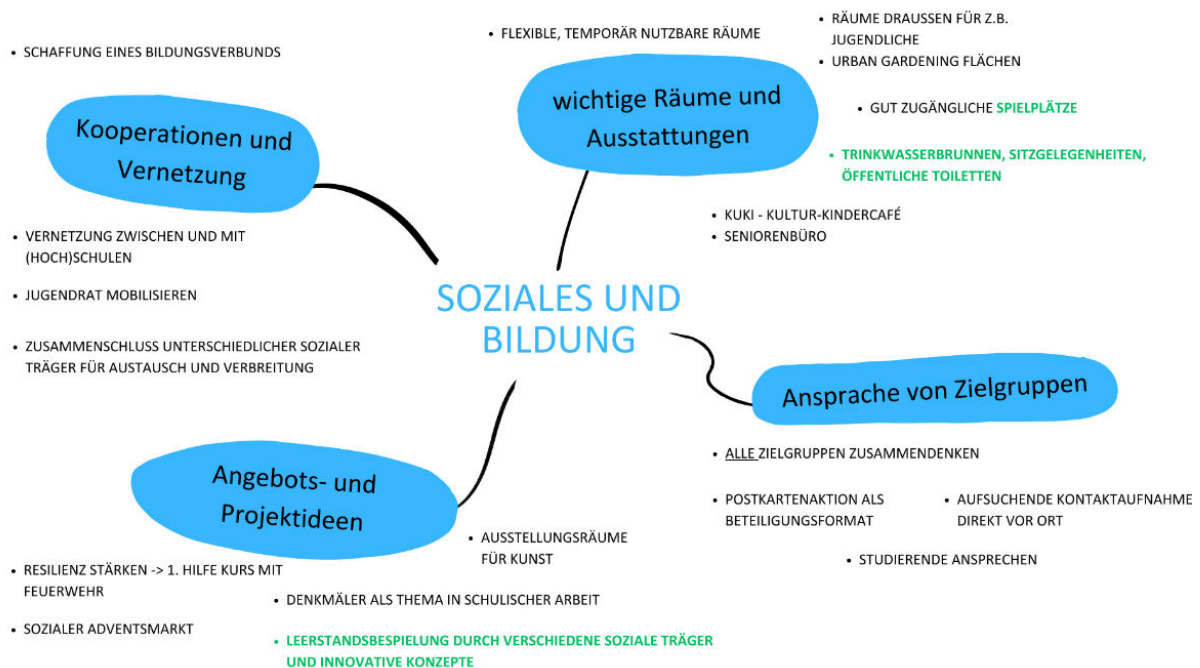 • SCHAFFUNG EINES BILDUNGSVERBUNDS
Kooperationen und
Vernetzung
• VERNETZUNG ZWISCHEN UND MIT
(HOCH)SCHULEN
• JUGENDRAT MOBILISIEREN
• ZUSAMMENSCHLUSS UNTERSCHIEDLICHER SOZIALER
TRÄGER FÜR AUSTAUSCH UND VERBREITUNG
• FLEXIBLE, TEMPORÄR NUTZBARE RÄUME
wichtige Räume und
Ausstattungen
• RÄUME DRAUSSEN FÜR Z.B.
JUGENDLICHE
• URBAN GARDENING FLÄCHEN
• GUT ZUGÄNGLICHE SPIELPLÄTZE
• TRINKWASSERBRUNNEN, SITZGELEGENHEITEN,
ÖFFENTLICHE TOILETTEN
• KUKI - KULTUR-KINDERCAFÉ
• SENIORENBÜRO
SOZIALES UND
BILDUNG
Ansprache von Zielgruppen
• ALLE ZIELGRUPPEN ZUSAMMENDENKEN
• POSTKARTENAKTION ALS
BETEILIGUNGSFORMAT
• AUFSUCHENDE KONTAKTAUFNAHME
DIREKT VOR ORT
• STUDIERENDE ANSPRECHEN
Angebots- und
Projektideen
• AUSSTELLUNGSRÄUME
FÜR KUNST
• RESILIENZ STÄRKEN -> 1. HILFE KURS MIT
FEUERWEHR
• SOZIALER ADVENTSMARKT
• DENKMÄLER ALS THEMA IN SCHULISCHER ARBEIT
• LEERSTANDSBESPIELUNG DURCH VERSCHIEDENE SOZIALE TRÄGER
UND INNOVATIVE KONZEPTE